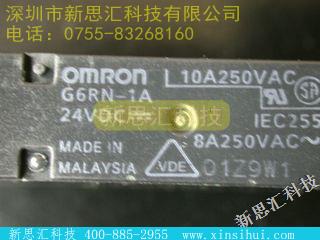 深圳市新思汇科技有限公司
电话：0755-83268160
omron
L10A250VAC
G6RN-1A
24VDC
IEC255
MADE IN
MALAYSIA
VDE
8A250VAC~
01Z9W1
新思汇科技
新思汇科技 400-885-2955 www.xinsihui.com